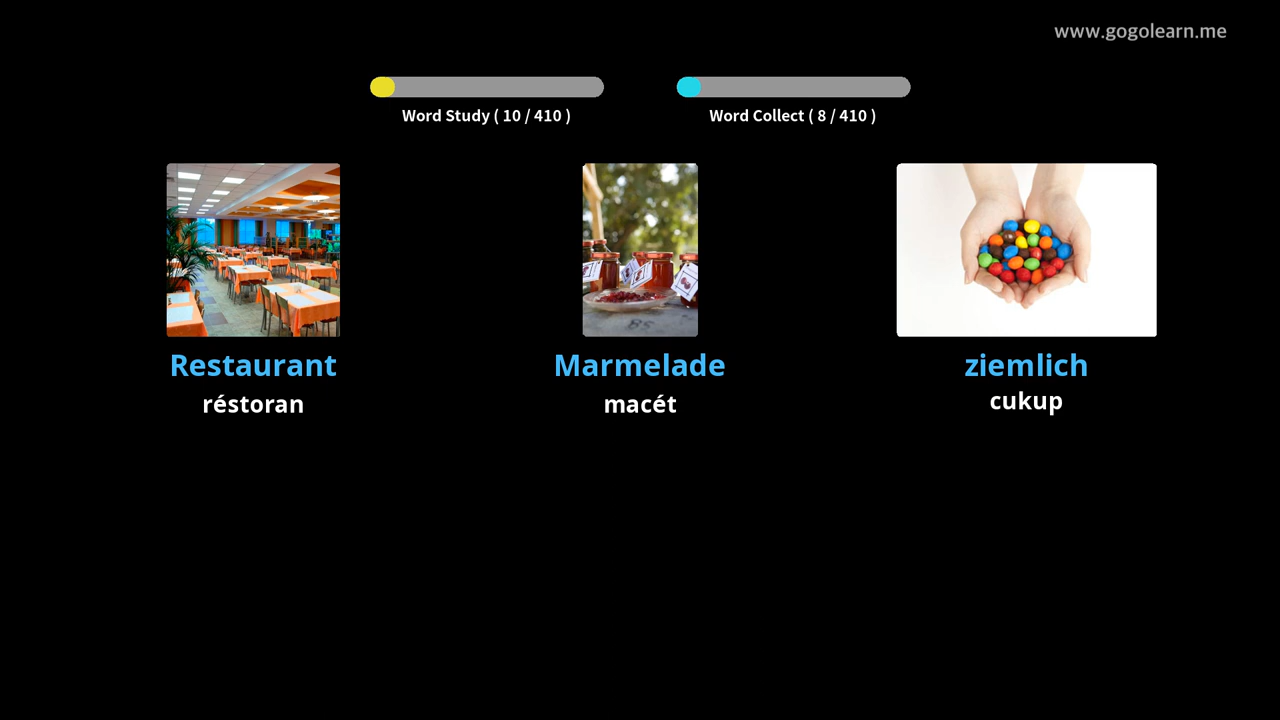 www.gogolearn.me
Word Study ( 10 / 410 )
Word Collect ( 8 / 410 )
Restaurant
réstoran
Marmelade
macét
ziemlich
cukup